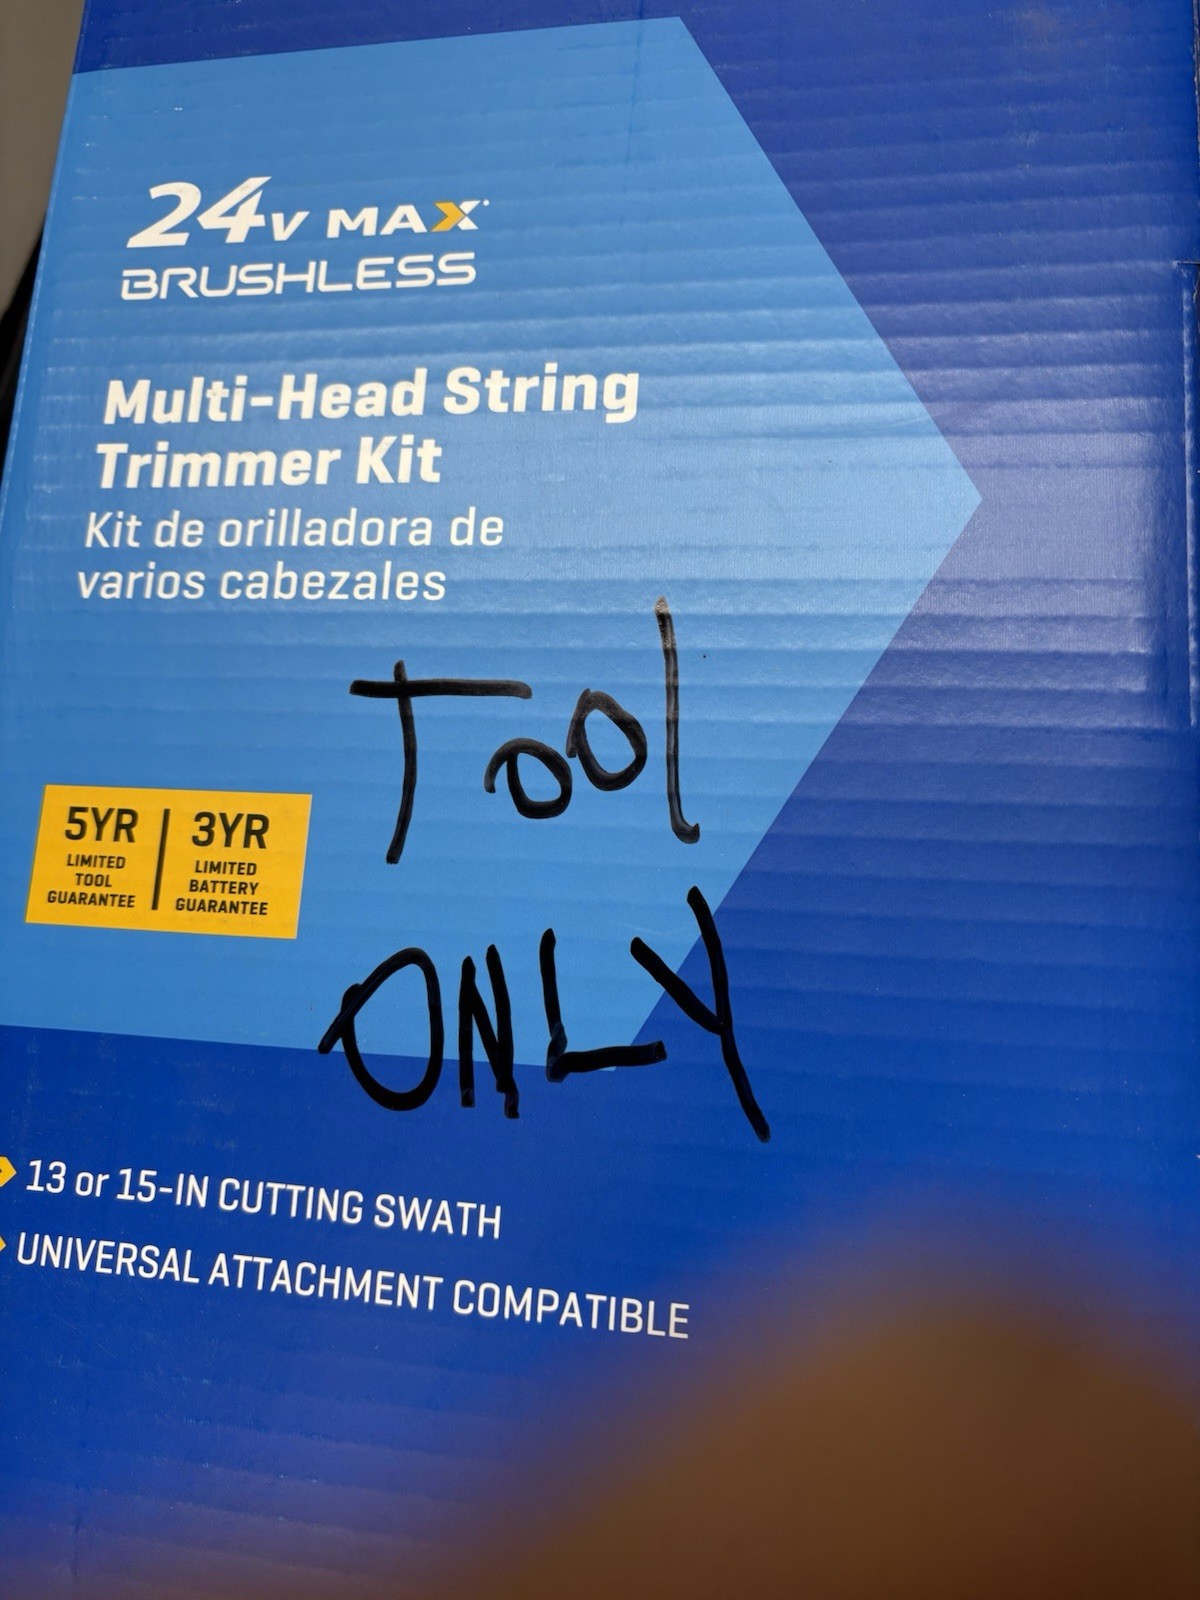 24V MAX
BRUSHLESS
Multi-Head String
Trimmer Kit
Kit de orilladora de
varios cabezales
Tool
ONLY
5YR
LIMITED
TOOL
GUARANTEE
3YR
LIMITED
BATTERY
GUARANTEE
13 or 15-IN CUTTING SWATH
UNIVERSAL ATTACHMENT COMPATIBLE